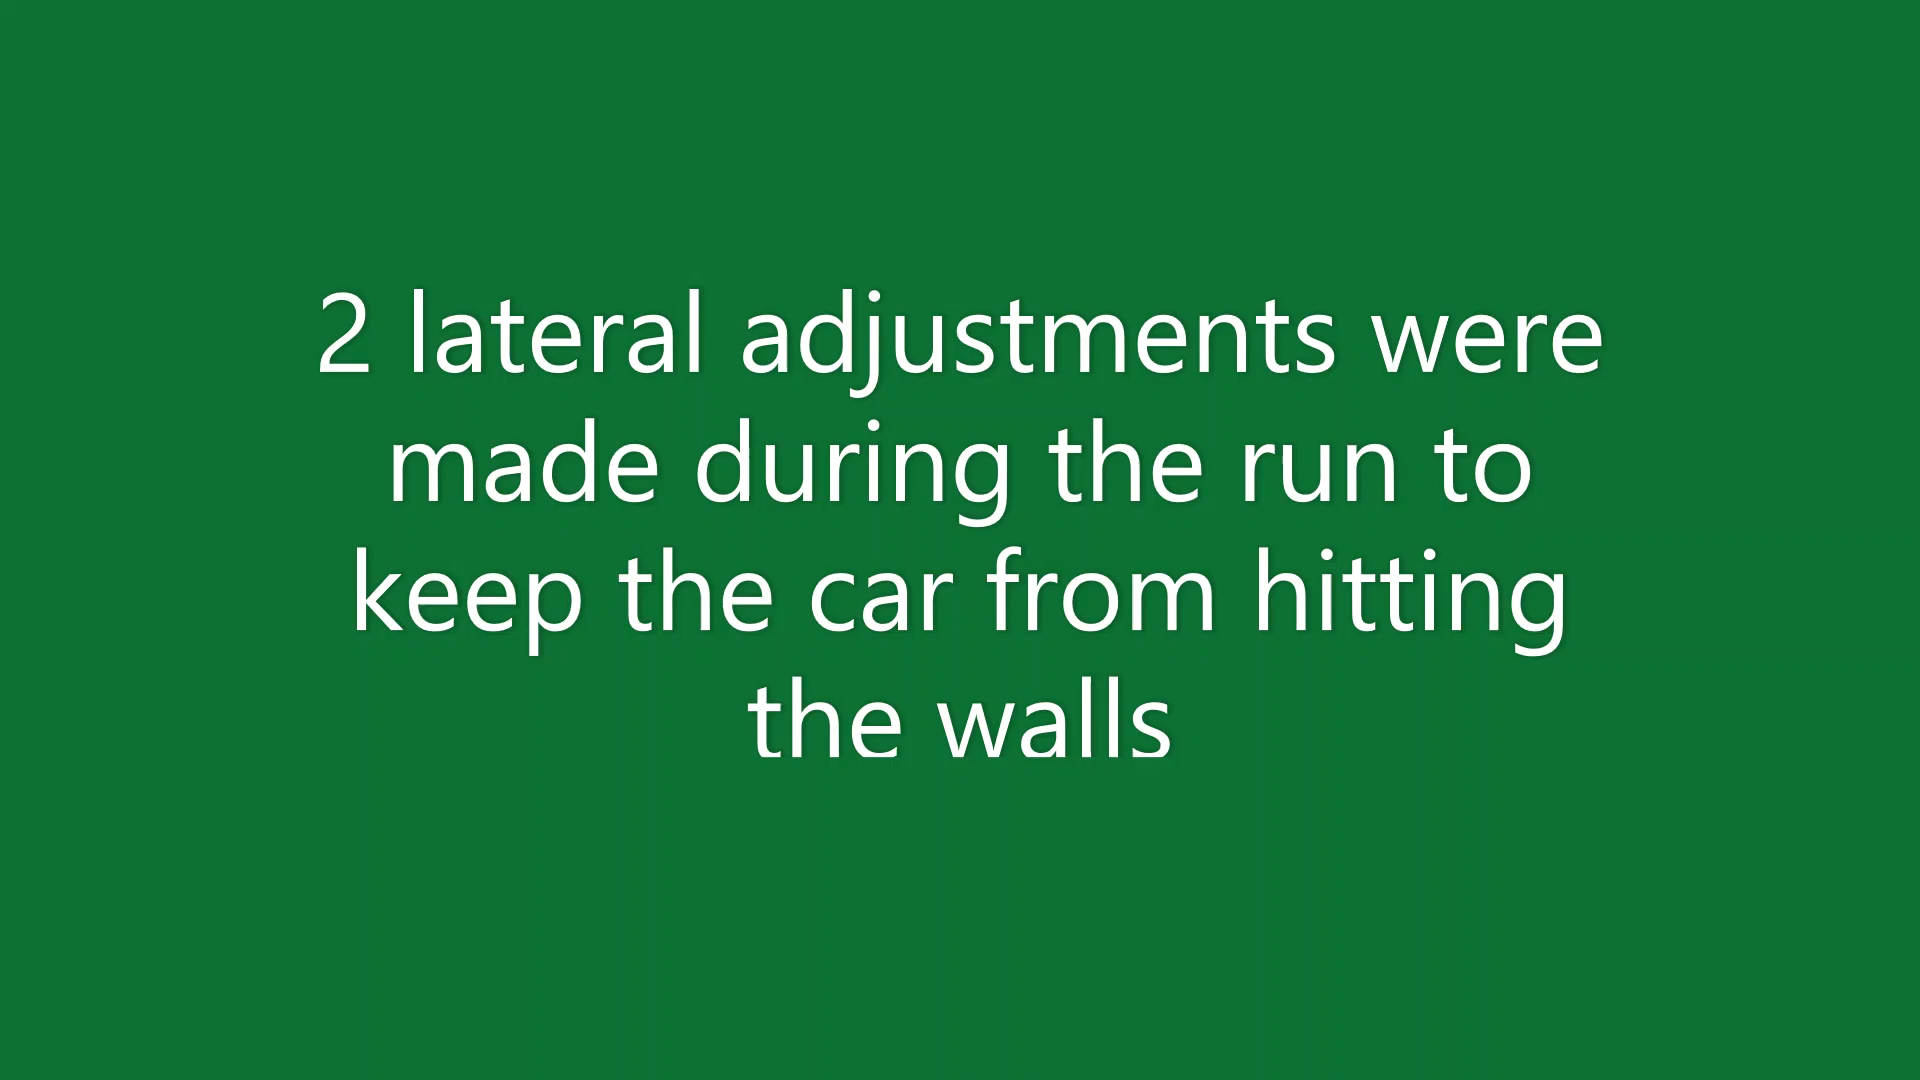 2 lateral adjustments were
made during the run to
keep the car from hitting
the walls